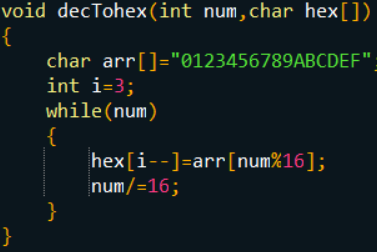 void decTohex(int num,char hex[])
{
char arr[]="0123456789ABCDEF";
int i=3;
while(num)
{
hex[i--]=arr[num%16];
num/=16;
}
}